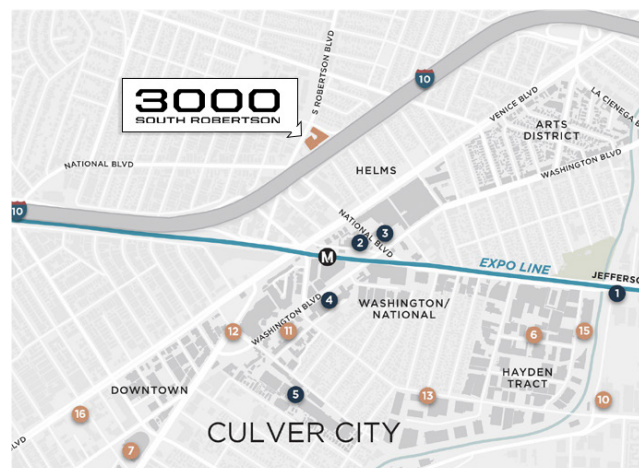 S ROBERTSON BLVD
10
3000
SOUTH ROBERTSON
VENICE BLVD
LA CIENEGA B
ARTS
DISTRICT
NATIONAL BLVD
HELMS
WASHINGTON BLVD
10
NATIONAL BLVD
3
2
M
EXPO LINE
JEFFERSO
1
4
WASHINGTON/
NATIONAL
WASHINGTON BLVD
12
11
6
15
HAYDEN
TRACT
DOWNTOWN
5
13
10
16
LVD
7
CULVER CITY